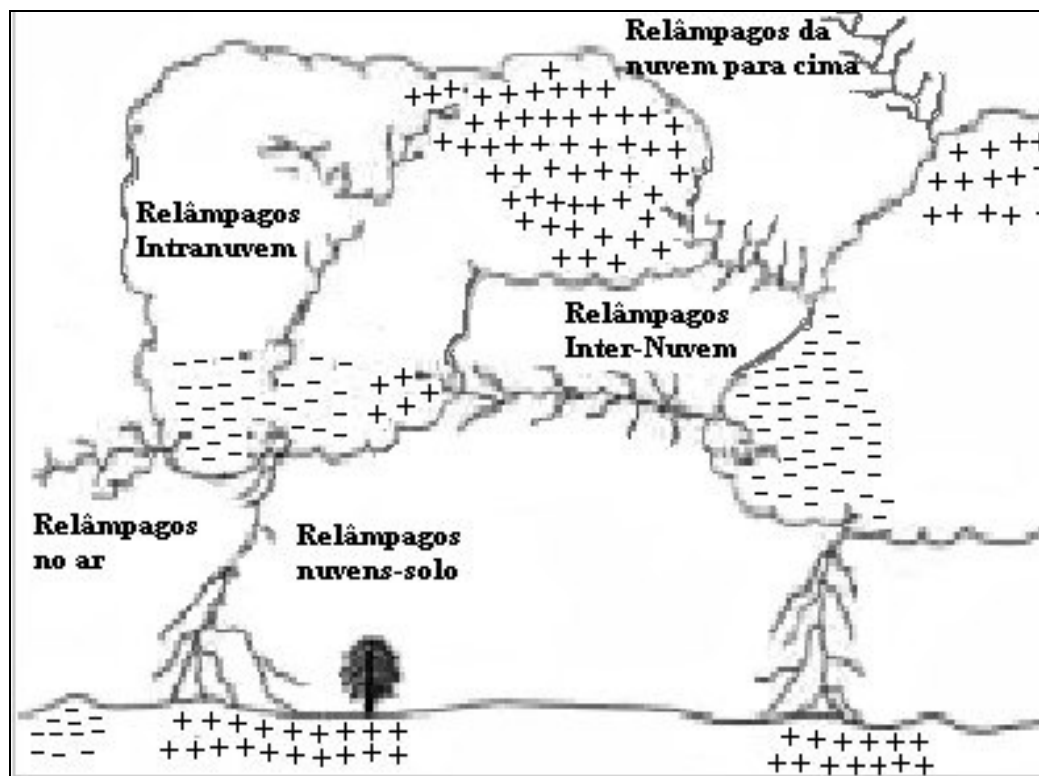 Relâmpagos da
nuvem para cima
Relâmpagos
Intranuvem
Relâmpagos
Inter-Nuvem
Relâmpagos
no ar
Relâmpagos
nuvens-solo